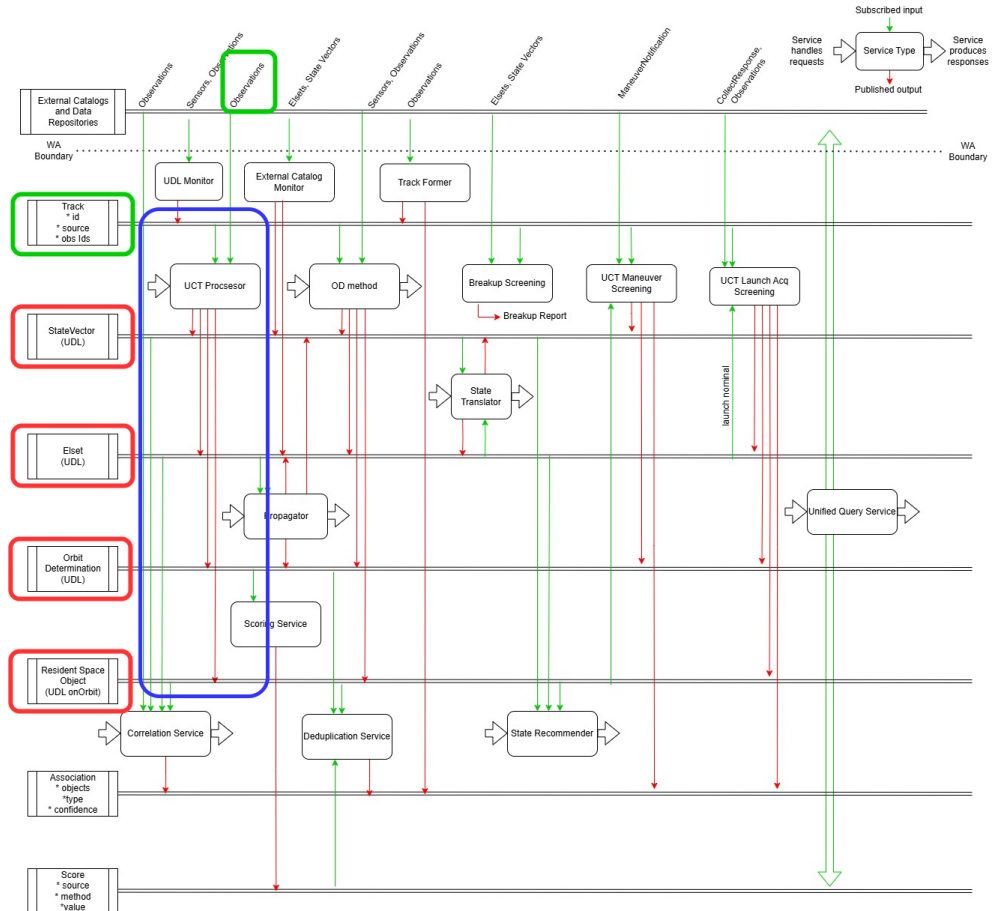 Subscribed input
Service
handles
requests
Service Type
Service
produces
responses
Published output
Observations
Sensors, Observations
Observations
Elsets, State Vectors
Sensors, Observations
Observations
Elsets, State Vectors
ManeuverNotification
CollectResponse,
Observations
External Catalogs
and Data
Repositories
WA
Boundary
WA
Boundary
UDL Monitor
External Catalog
Monitor
Track Former
Track
* id
* source
* obs Ids
UCT Procsesor
OD method
Breakup Screening
UCT Maneuver
Screening
UCT Launch Acq
Screening
Breakup Report
StateVector
(UDL)
State
Translator
launch nominal
Elset
(UDL)
Propagator
Unified Query Service
Orbit
Determination
(UDL)
Scoring Service
Resident Space
Object
(UDL onOrbit)
Correlation Service
Deduplication Service
State Recommender
Association
* objects
*type
* confidence
Score
* source
* method
*value